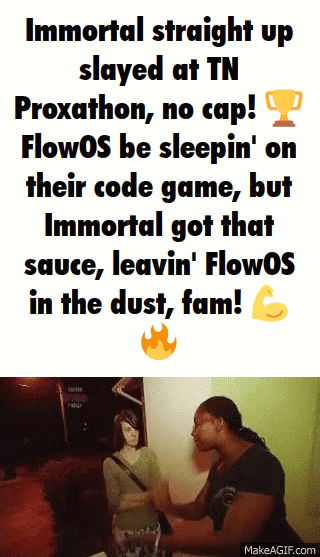 Immortal straight up
slayed at TN
Proxathon, no cap! 🏆
FlowOS be sleepin' on
their code game, but
Immortal got that
sauce, leavin' FlowOS
in the dust, fam! 💪
🔥
MakeAGIF.com